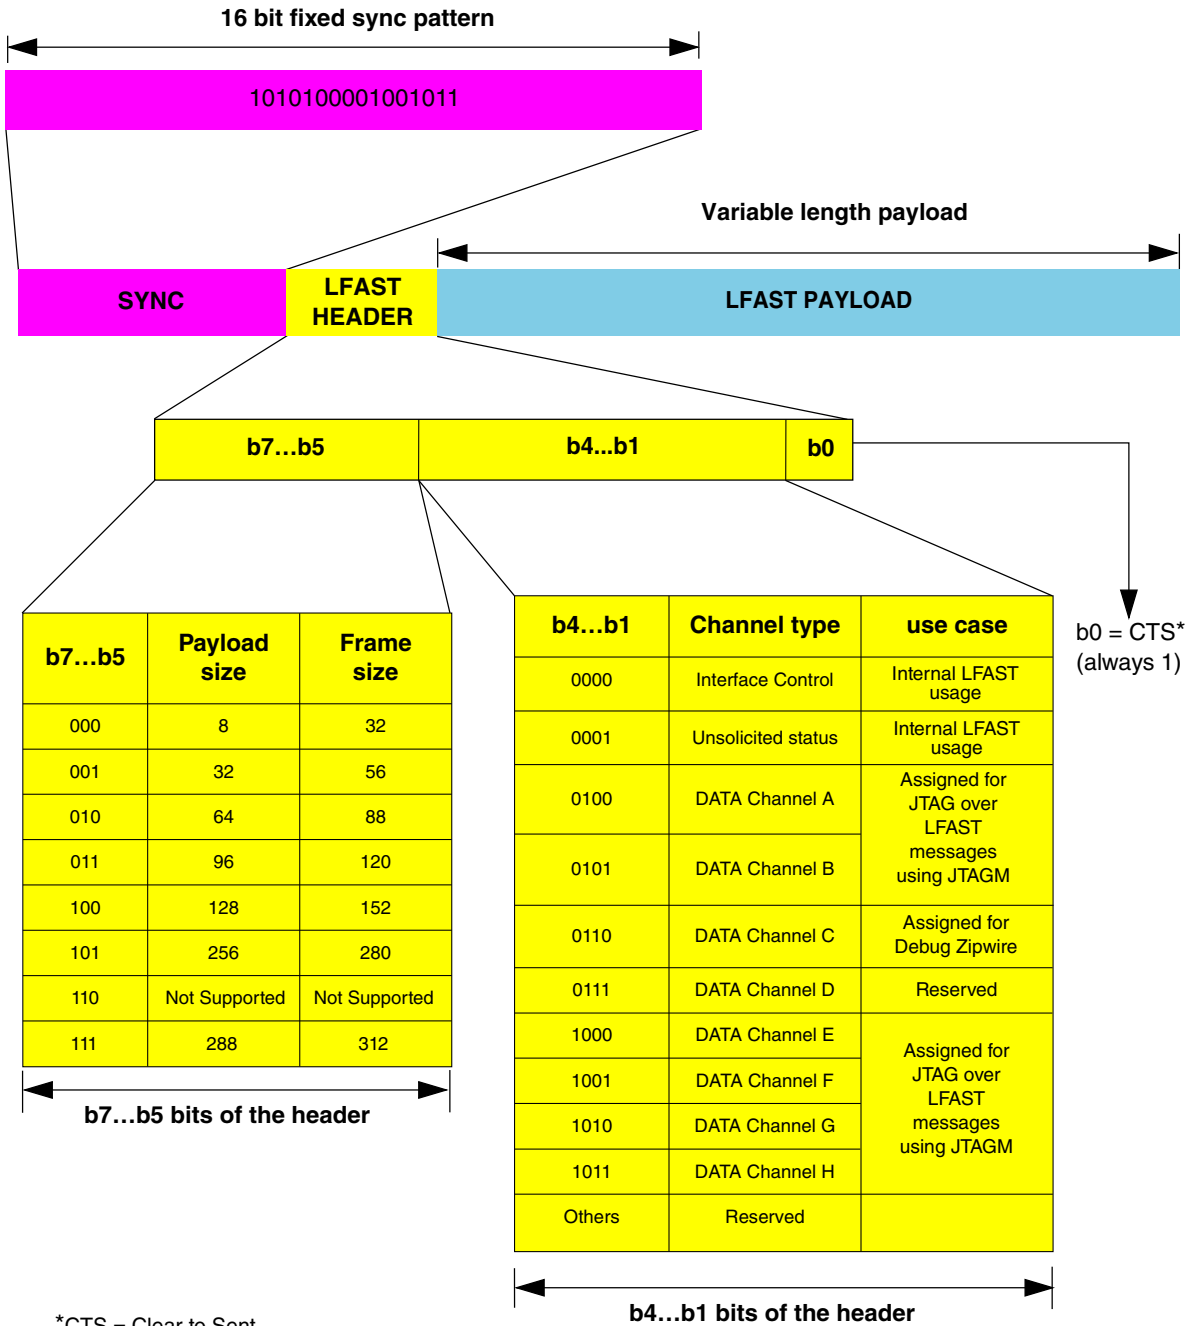 16 bit fixed sync pattern
1010100001001011
Variable length payload
SYNC
LFAST
HEADER
LFAST PAYLOAD
b7...b5
b4...b1
b0
b0 = CTS*
(always 1)
b7...b5 Payload size Frame size
000 8 32
001 32 56
010 64 88
011 96 120
100 128 152
101 256 280
110 Not Supported Not Supported
111 288 312
b7...b5 bits of the header
b4...b1 Channel type use case
0000 Interface Control Internal LFAST usage
0001 Unsolicited status Internal LFAST usage
0100 DATA Channel A
0101 DATA Channel B
Assigned for
JTAG over
LFAST
messages
using JTAGM
0110 DATA Channel C Assigned for Debug Zipwire
0111 DATA Channel D Reserved
1000 DATA Channel E
1001 DATA Channel F
1010 DATA Channel G
1011 DATA Channel H
Assigned for
JTAG over
LFAST
messages
using JTAGM
Others Reserved
b4...b1 bits of the header
*CTS = Clear to Sent